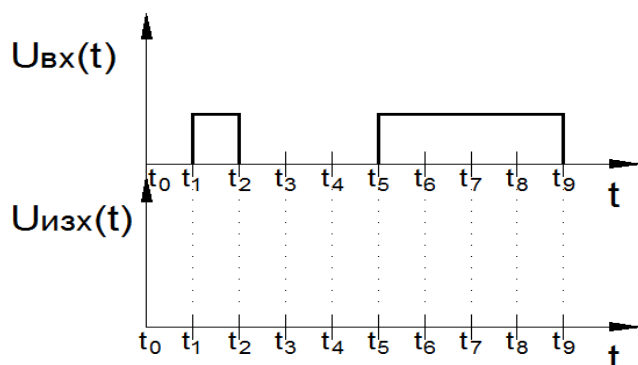 Uвх(t)
t₀ t₁ t₂ t₃ t₄ t₅ t₆ t₇ t₈ t₉ t
Uизх(t)
t₀ t₁ t₂ t₃ t₄ t₅ t₆ t₇ t₈ t₉ t